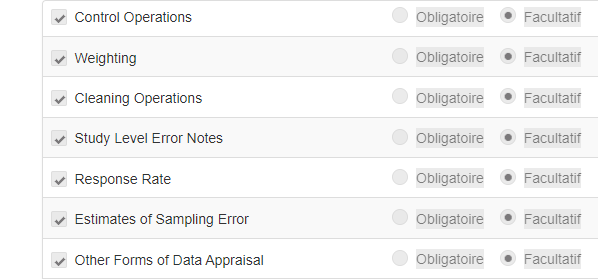 Control Operations Obligatoire Facultatif
Weighting Obligatoire Facultatif
Cleaning Operations Obligatoire Facultatif
Study Level Error Notes Obligatoire Facultatif
Response Rate Obligatoire Facultatif
Estimates of Sampling Error Obligatoire Facultatif
Other Forms of Data Appraisal Obligatoire Facultatif